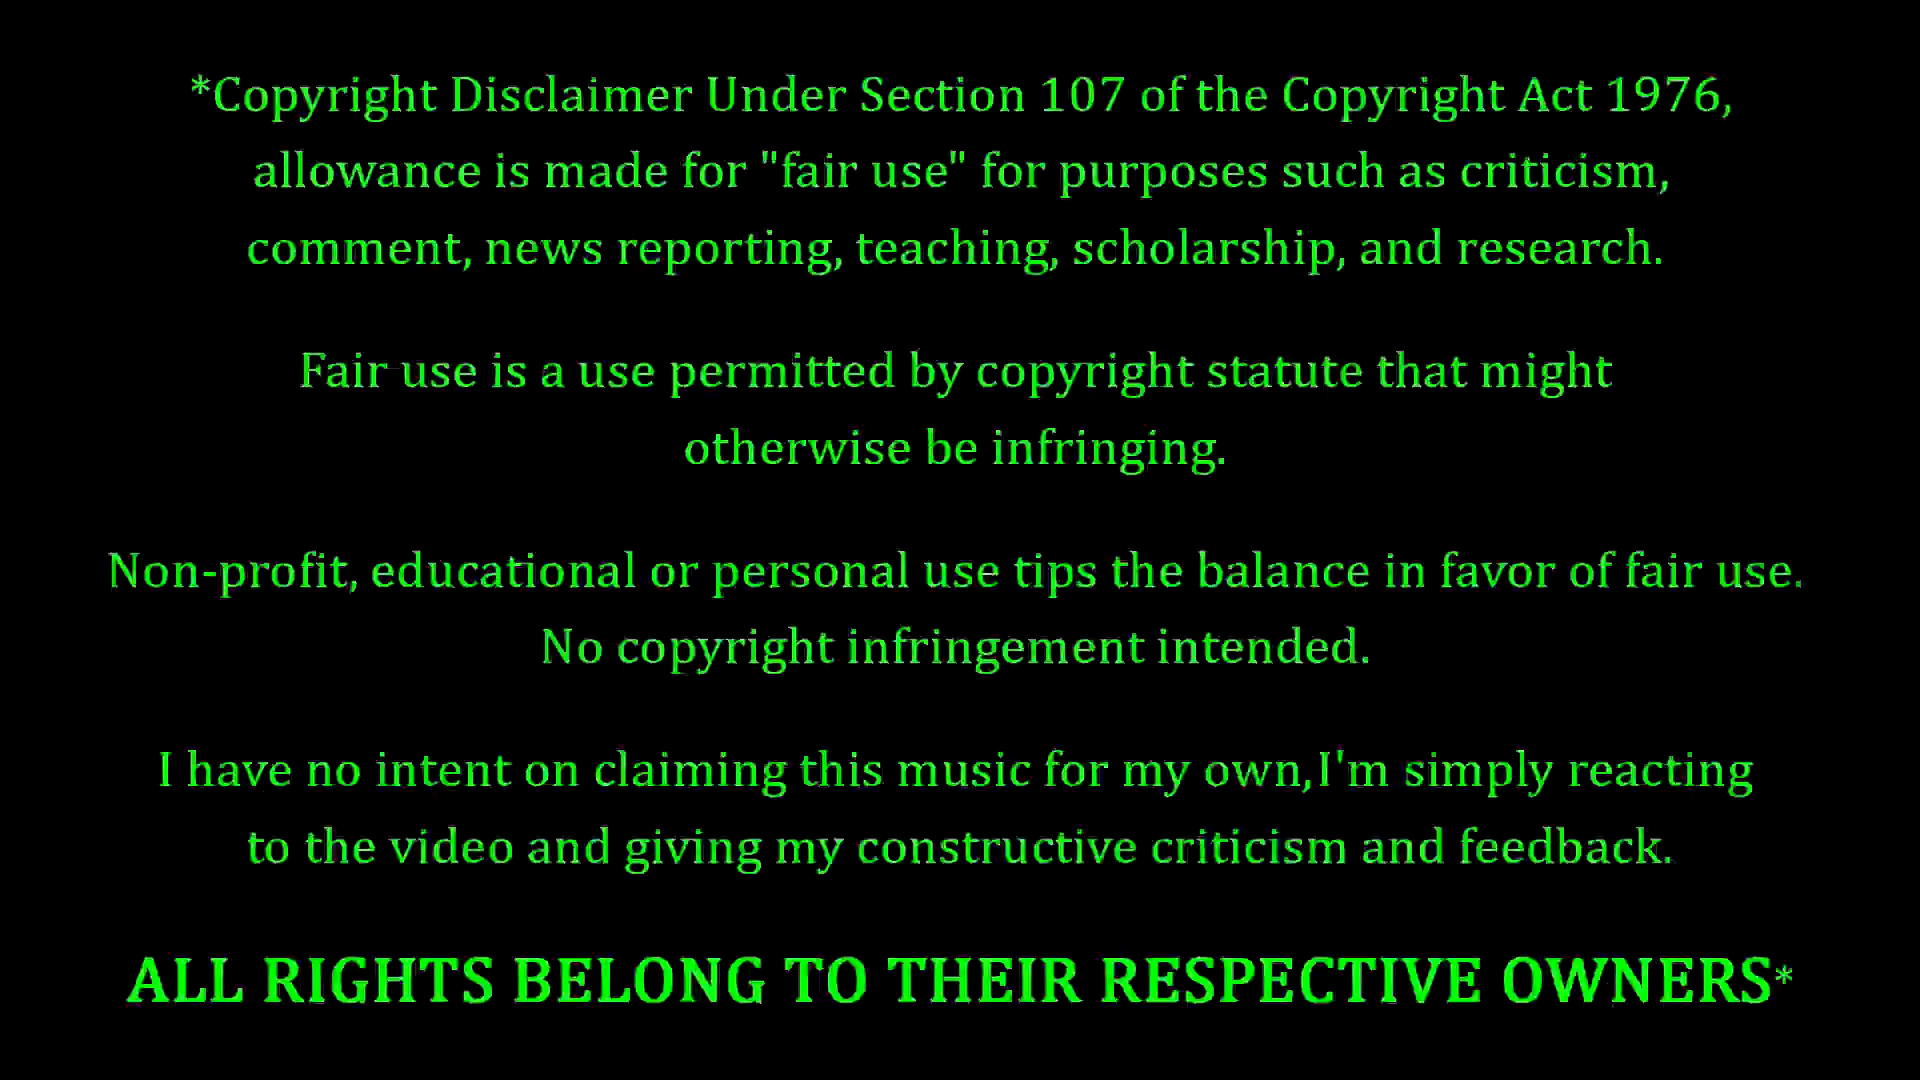 *Copyright Disclaimer Under Section 107 of the Copyright Act 1976,
allowance is made for "fair use" for purposes such as criticism,
comment, news reporting, teaching, scholarship, and research.
Fair use is a use permitted by copyright statute that might
otherwise be infringing.
Non-profit, educational or personal use tips the balance in favor of fair use.
No copyright infringement intended.
I have no intent on claiming this music for my own,I'm simply reacting
to the video and giving my constructive criticism and feedback.
ALL RIGHTS BELONG TO THEIR RESPECTIVE OWNERS*